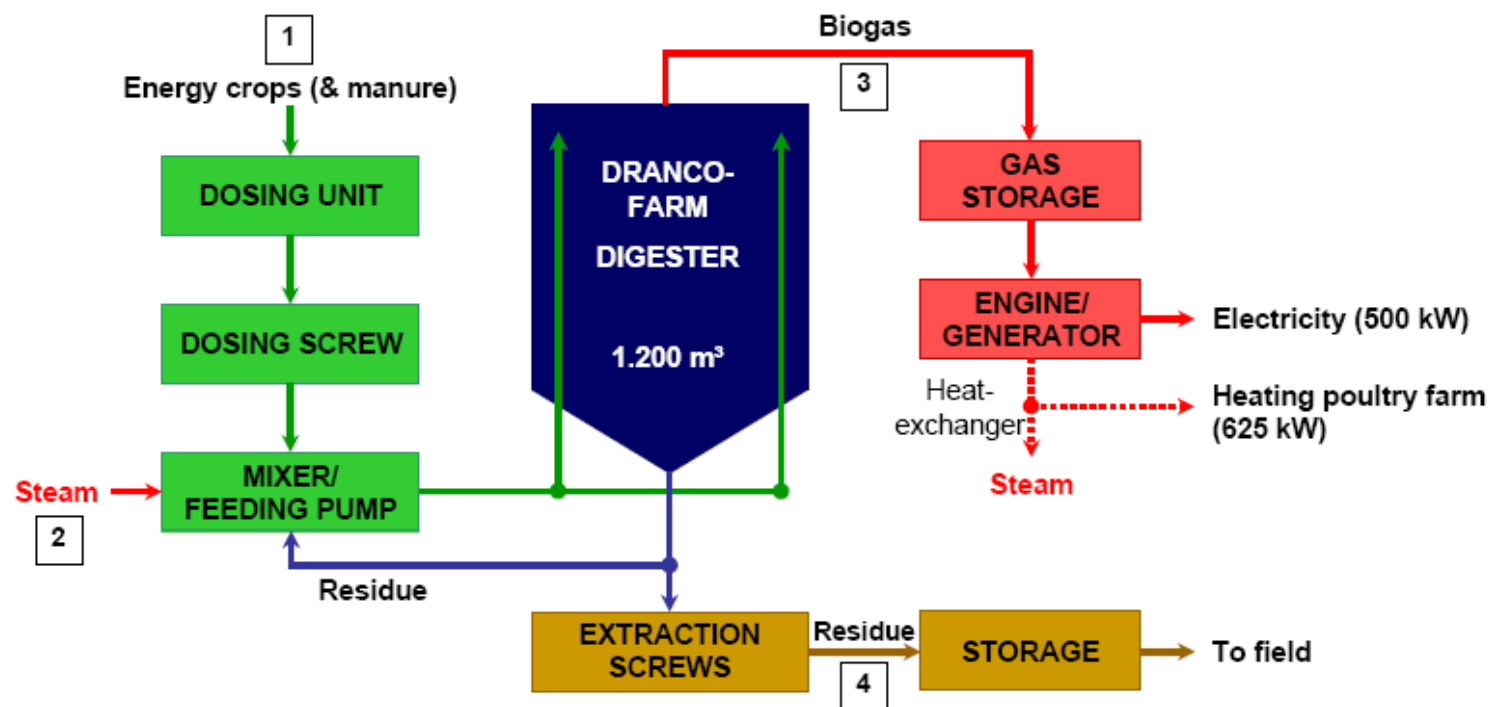 1
Energy crops (& manure)
DOSING UNIT
DOSING SCREW
MIXER/
FEEDING PUMP
Steam
2
Residue
DRANCO-
FARM
DIGESTER
1.200 m³
Biogas
3
GAS
STORAGE
ENGINE/
GENERATOR
Electricity (500 kW)
Heat-
exchanger
Heating poultry farm
(625 kW)
Steam
EXTRACTION
SCREWS
Residue
4
STORAGE
To field